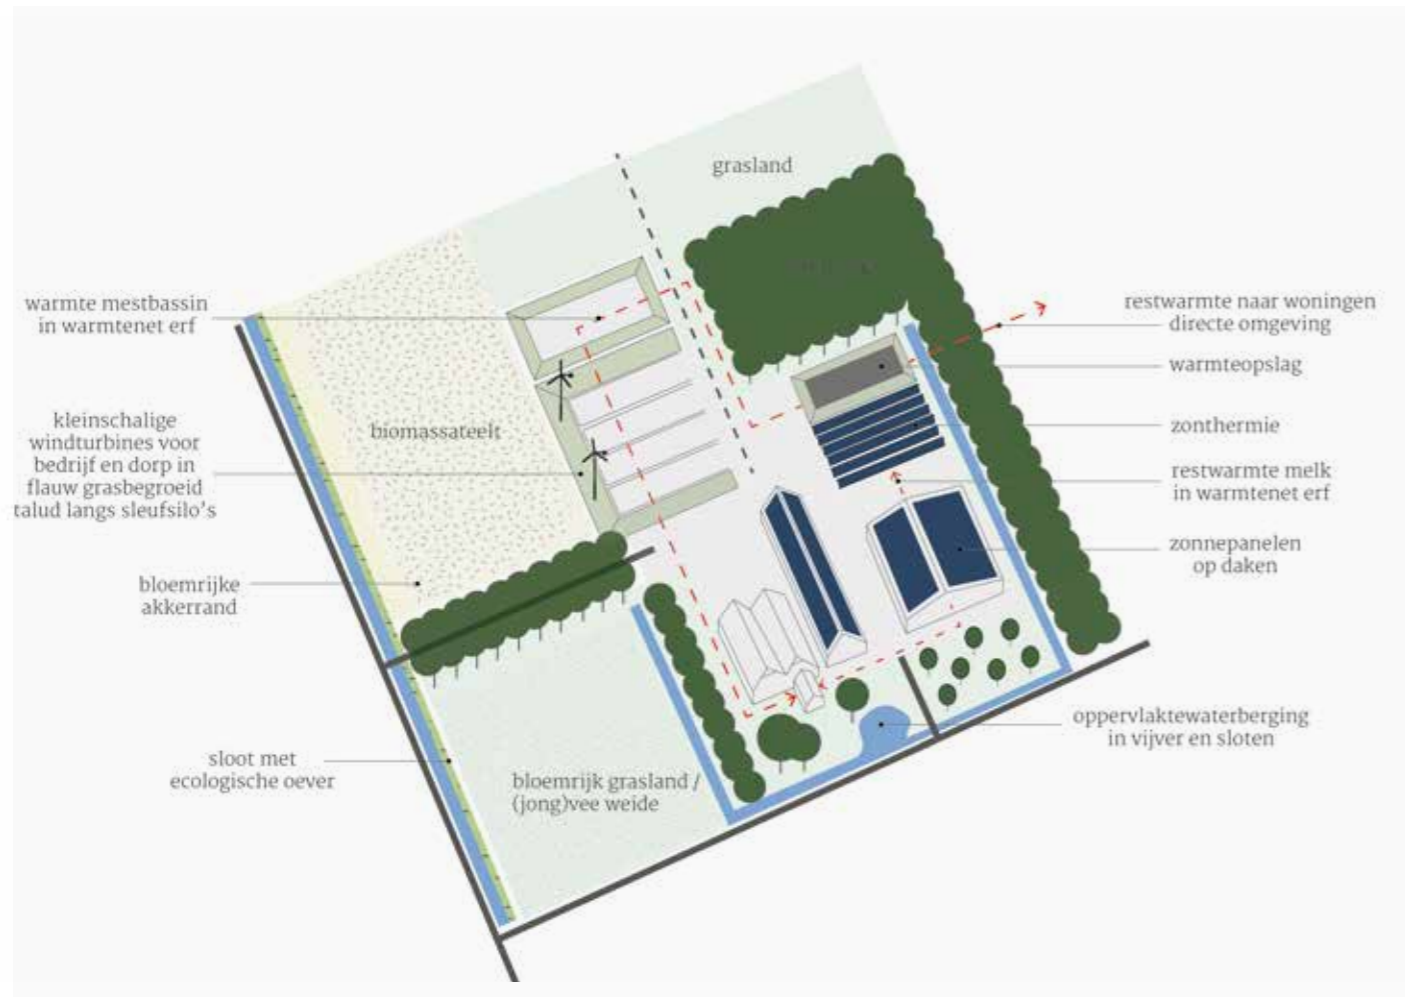 grasland
warmte mestbassin
in warmtenet erf
restwarmte naar woningen
directe omgeving
warmteopslag
kleinschalige
windturbines voor
bedrijf en dorp in
flauw grasbegroeid
talud langs sleufsilo's
biomassateelt
zonthermie
restwarmte melk
in warmtenet erf
zonnepanelen
op daken
bloemrijke
akkerrand
oppervlaktewaterberging
in vijver en sloten
sloot met
ecologische oever
bloemrijk grasland /
(jong)vee weide